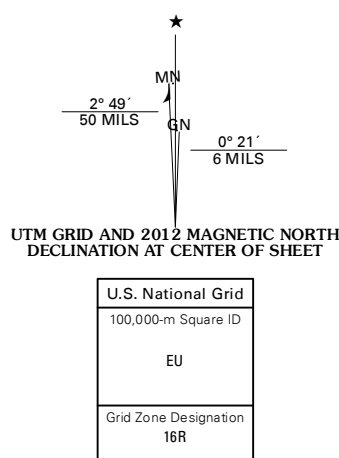 ★
MN
2° 49´
50 MILS
GN
0° 21´
6 MILS
UTM GRID AND 2012 MAGNETIC NORTH
DECLINATION AT CENTER OF SHEET
U.S. National Grid
100,000-m Square ID
EU
Grid Zone Designation
16R